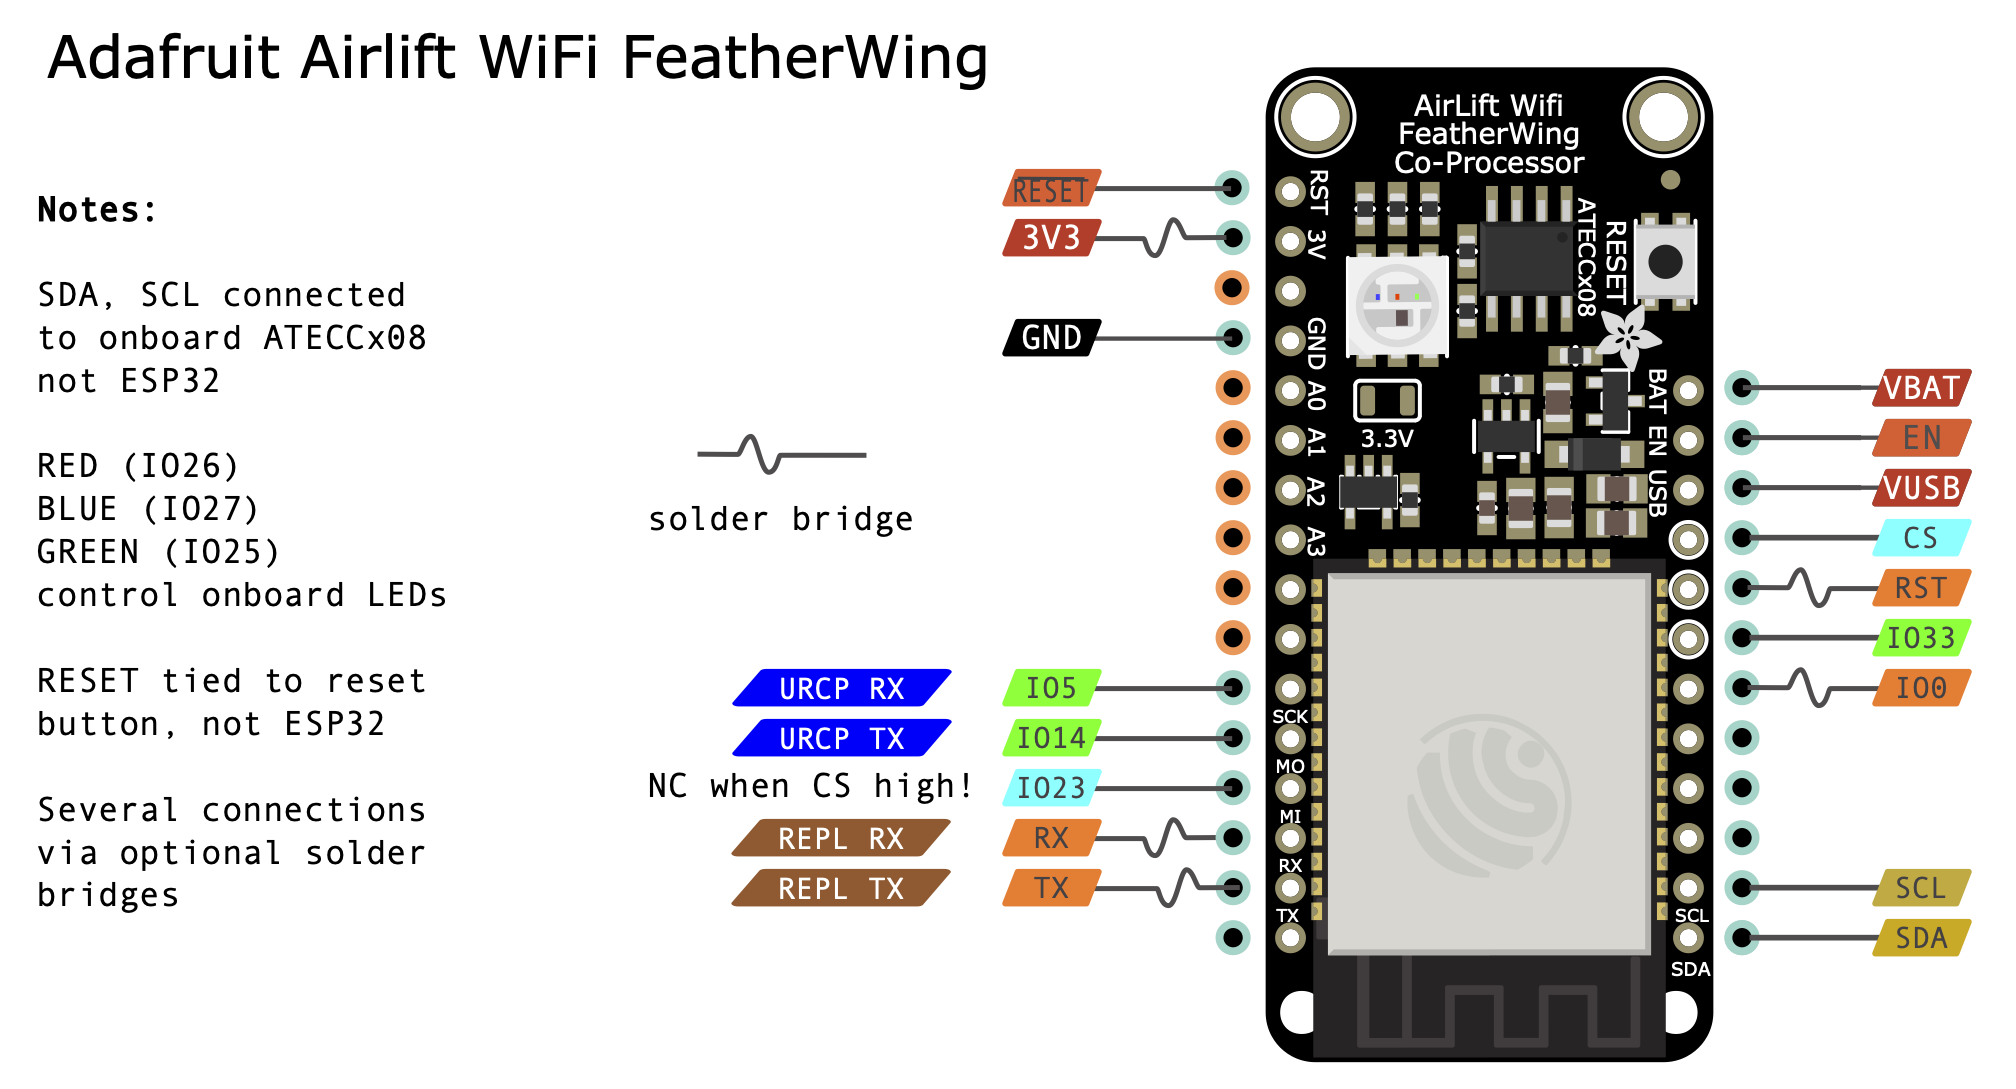 Adafruit Airlift WiFi FeatherWing
Notes:
SDA, SCL connected
to onboard ATECCx08
not ESP32
RED (IO26)
BLUE (IO27)
GREEN (IO25)
control onboard LEDs
RESET tied to reset
button, not ESP32
Several connections
via optional solder
bridges
solder bridge
RESET
3V3
GND
URCP RX IO5
URCP TX IO14
NC when CS high! IO23
REPL RX RX
REPL TX TX
AirLift Wifi
FeatherWing
Co-Processor
RST
3V
GND
A0
A1
A2
A3
SCK
MO
MI
RX
TX
ATECCx08
RESET
3.3V
BAT
EN
USB
SCL
SDA
VBAT
EN
VUSB
CS
RST
IO33
IO0
SCL
SDA